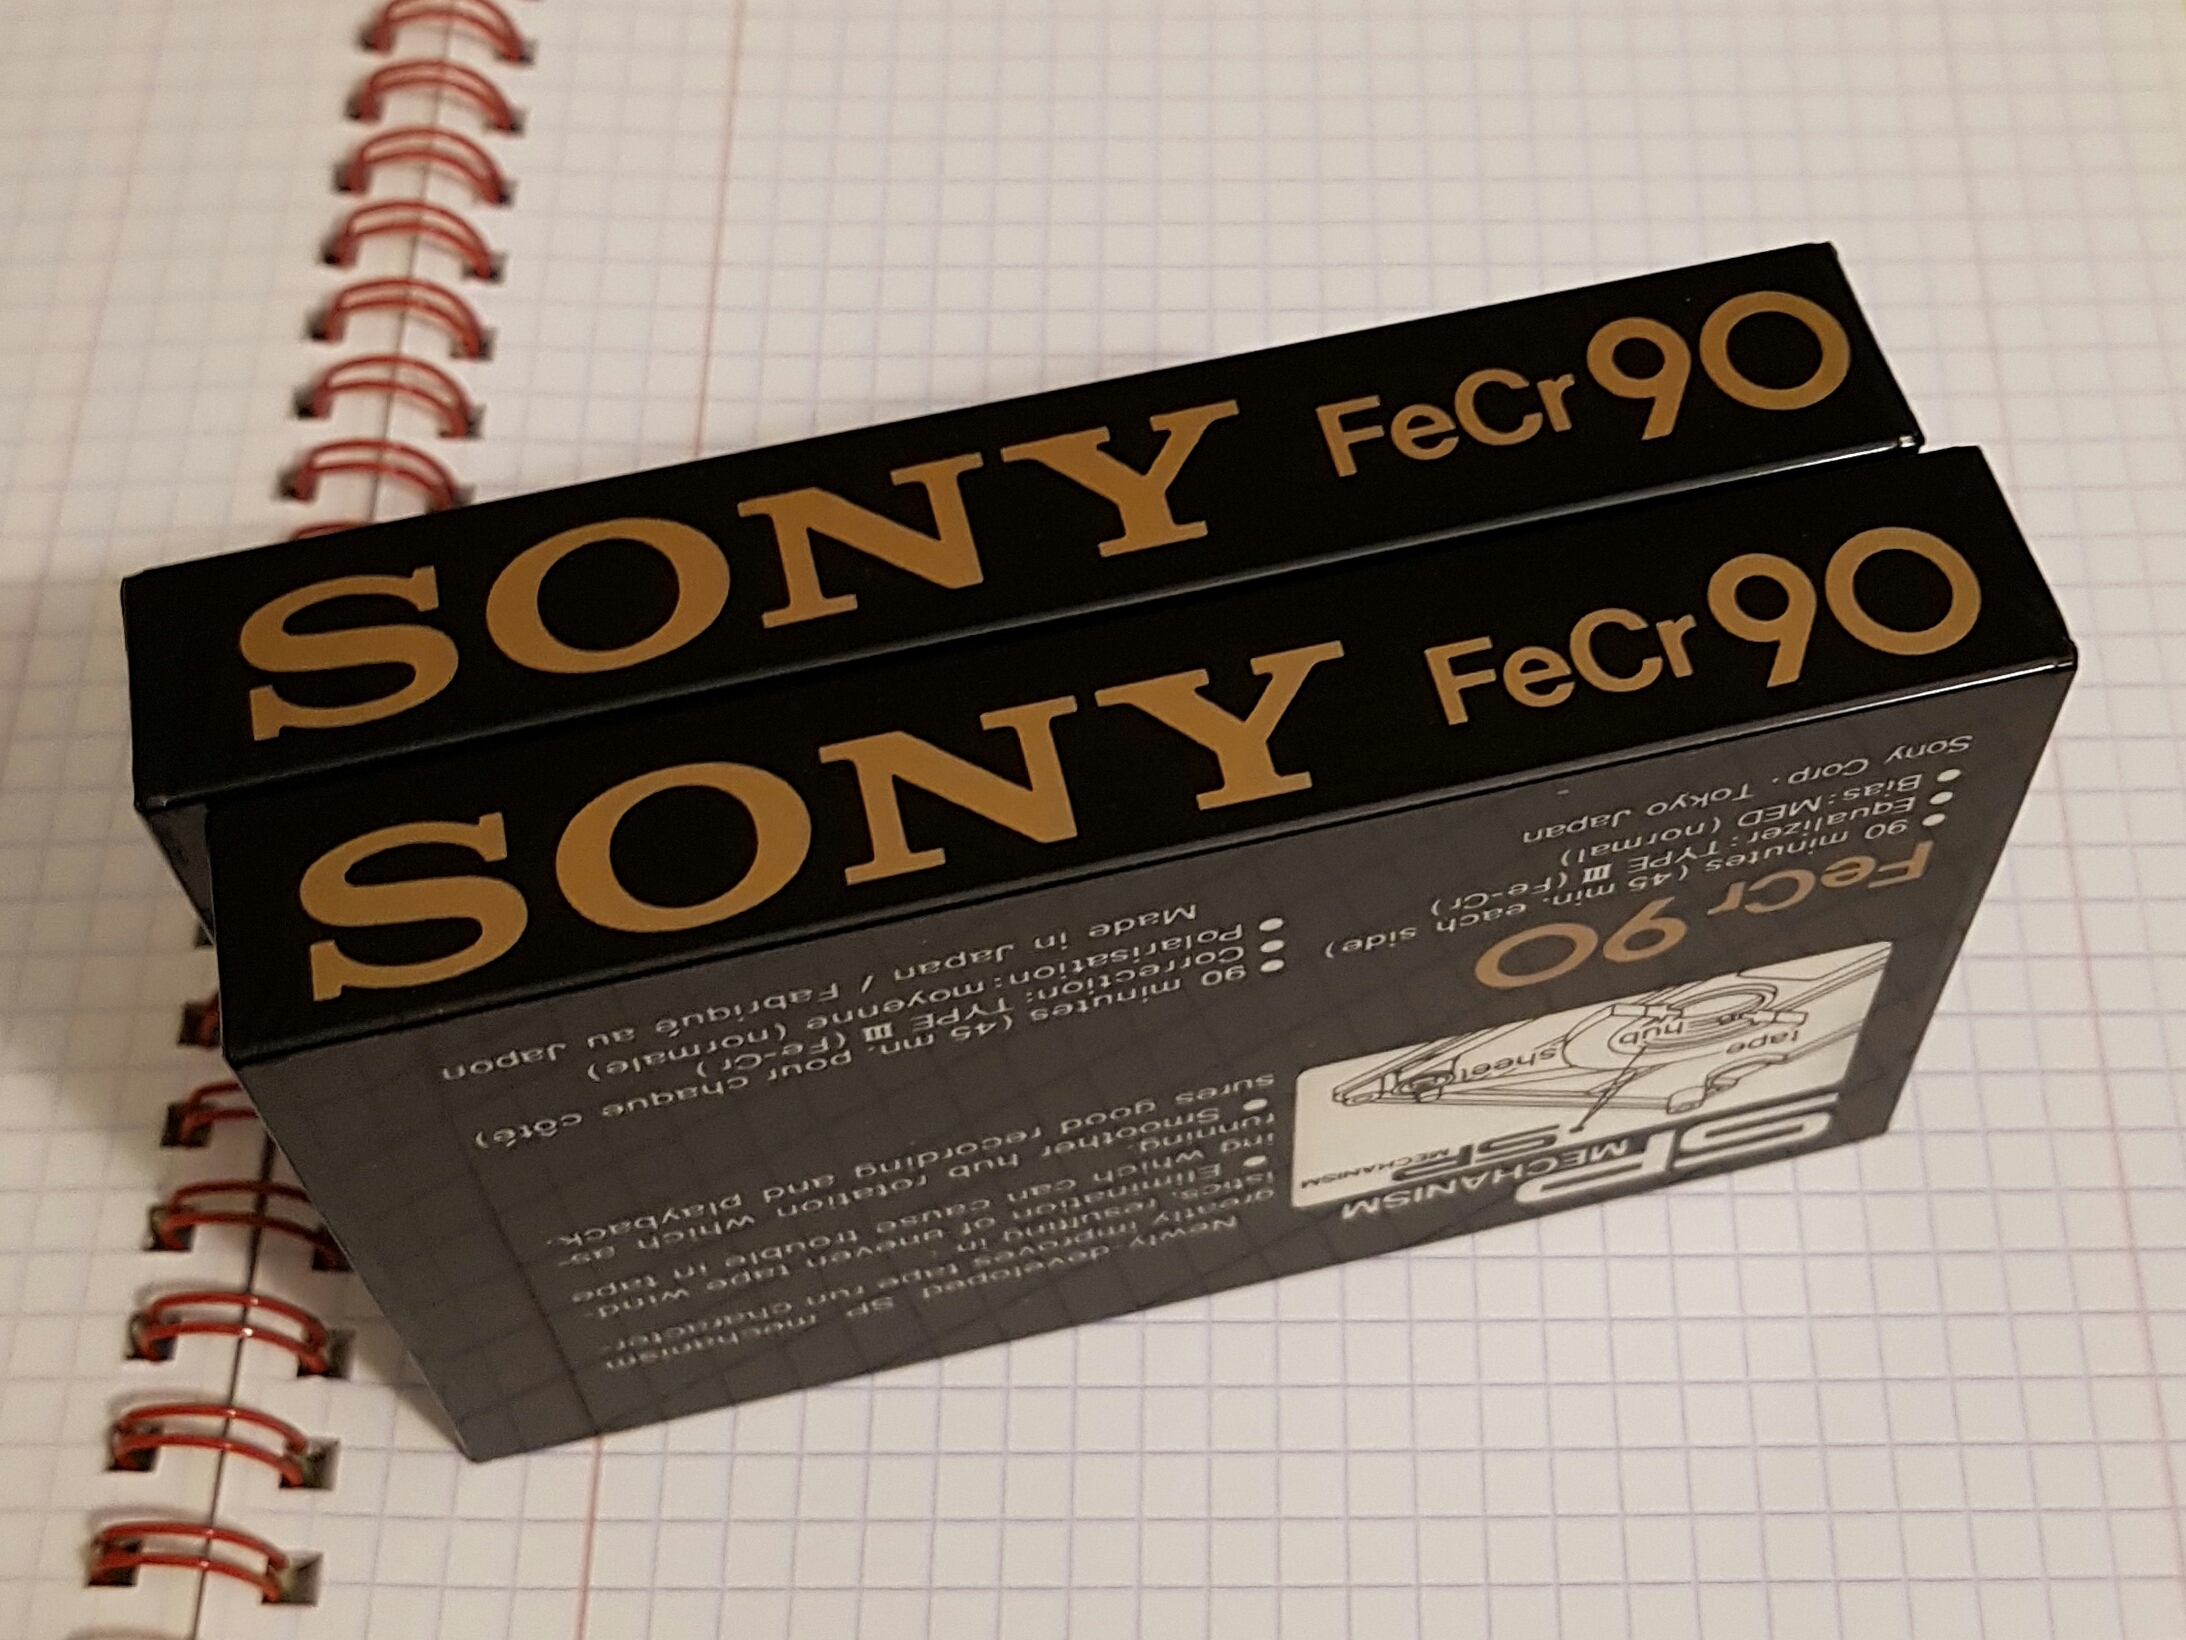 SONY FeCr 90
SONY FeCr 90
SP MECHANISM
SP MECHANISM
tape
hub
sheet
Newly-developed SP mechanism
greatly improves tape run character-
istics, resulting in:
● Elimination of uneven tape wind-
ing which can cause trouble in tape
running.
● Smoother hub rotation which as-
sures good recording and playback.
FeCr 90
● 90 minutes (45 min. each side)
● Equalizer: TYPE III (Fe-Cr)
● Bias: MED (normal)
Sony Corp. Tokyo Japan
● 90 minutes (45 mn. pour chaque côté)
● Correction: TYPE III (Fe-Cr)
● Polarisation: moyenne (normale)
Made in Japan / Fabriqué au Japon